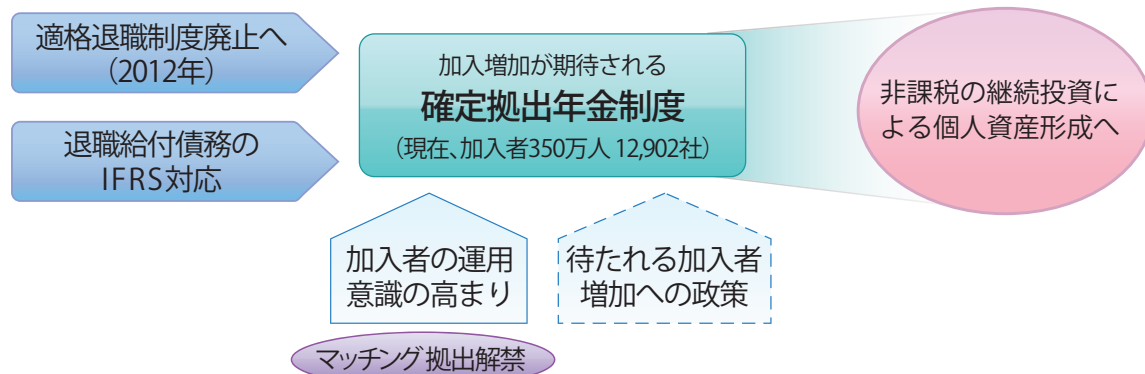 適格退職制度廃止へ
（2012年）
退職給付債務の
IFRS対応
加入増加が期待される
確定拠出年金制度
（現在、加入者350万人 12,902社）
非課税の継続投資に
よる個人資産形成へ
加入者の運用
意識の高まり
待たれる加入者
増加への政策
マッチング拠出解禁